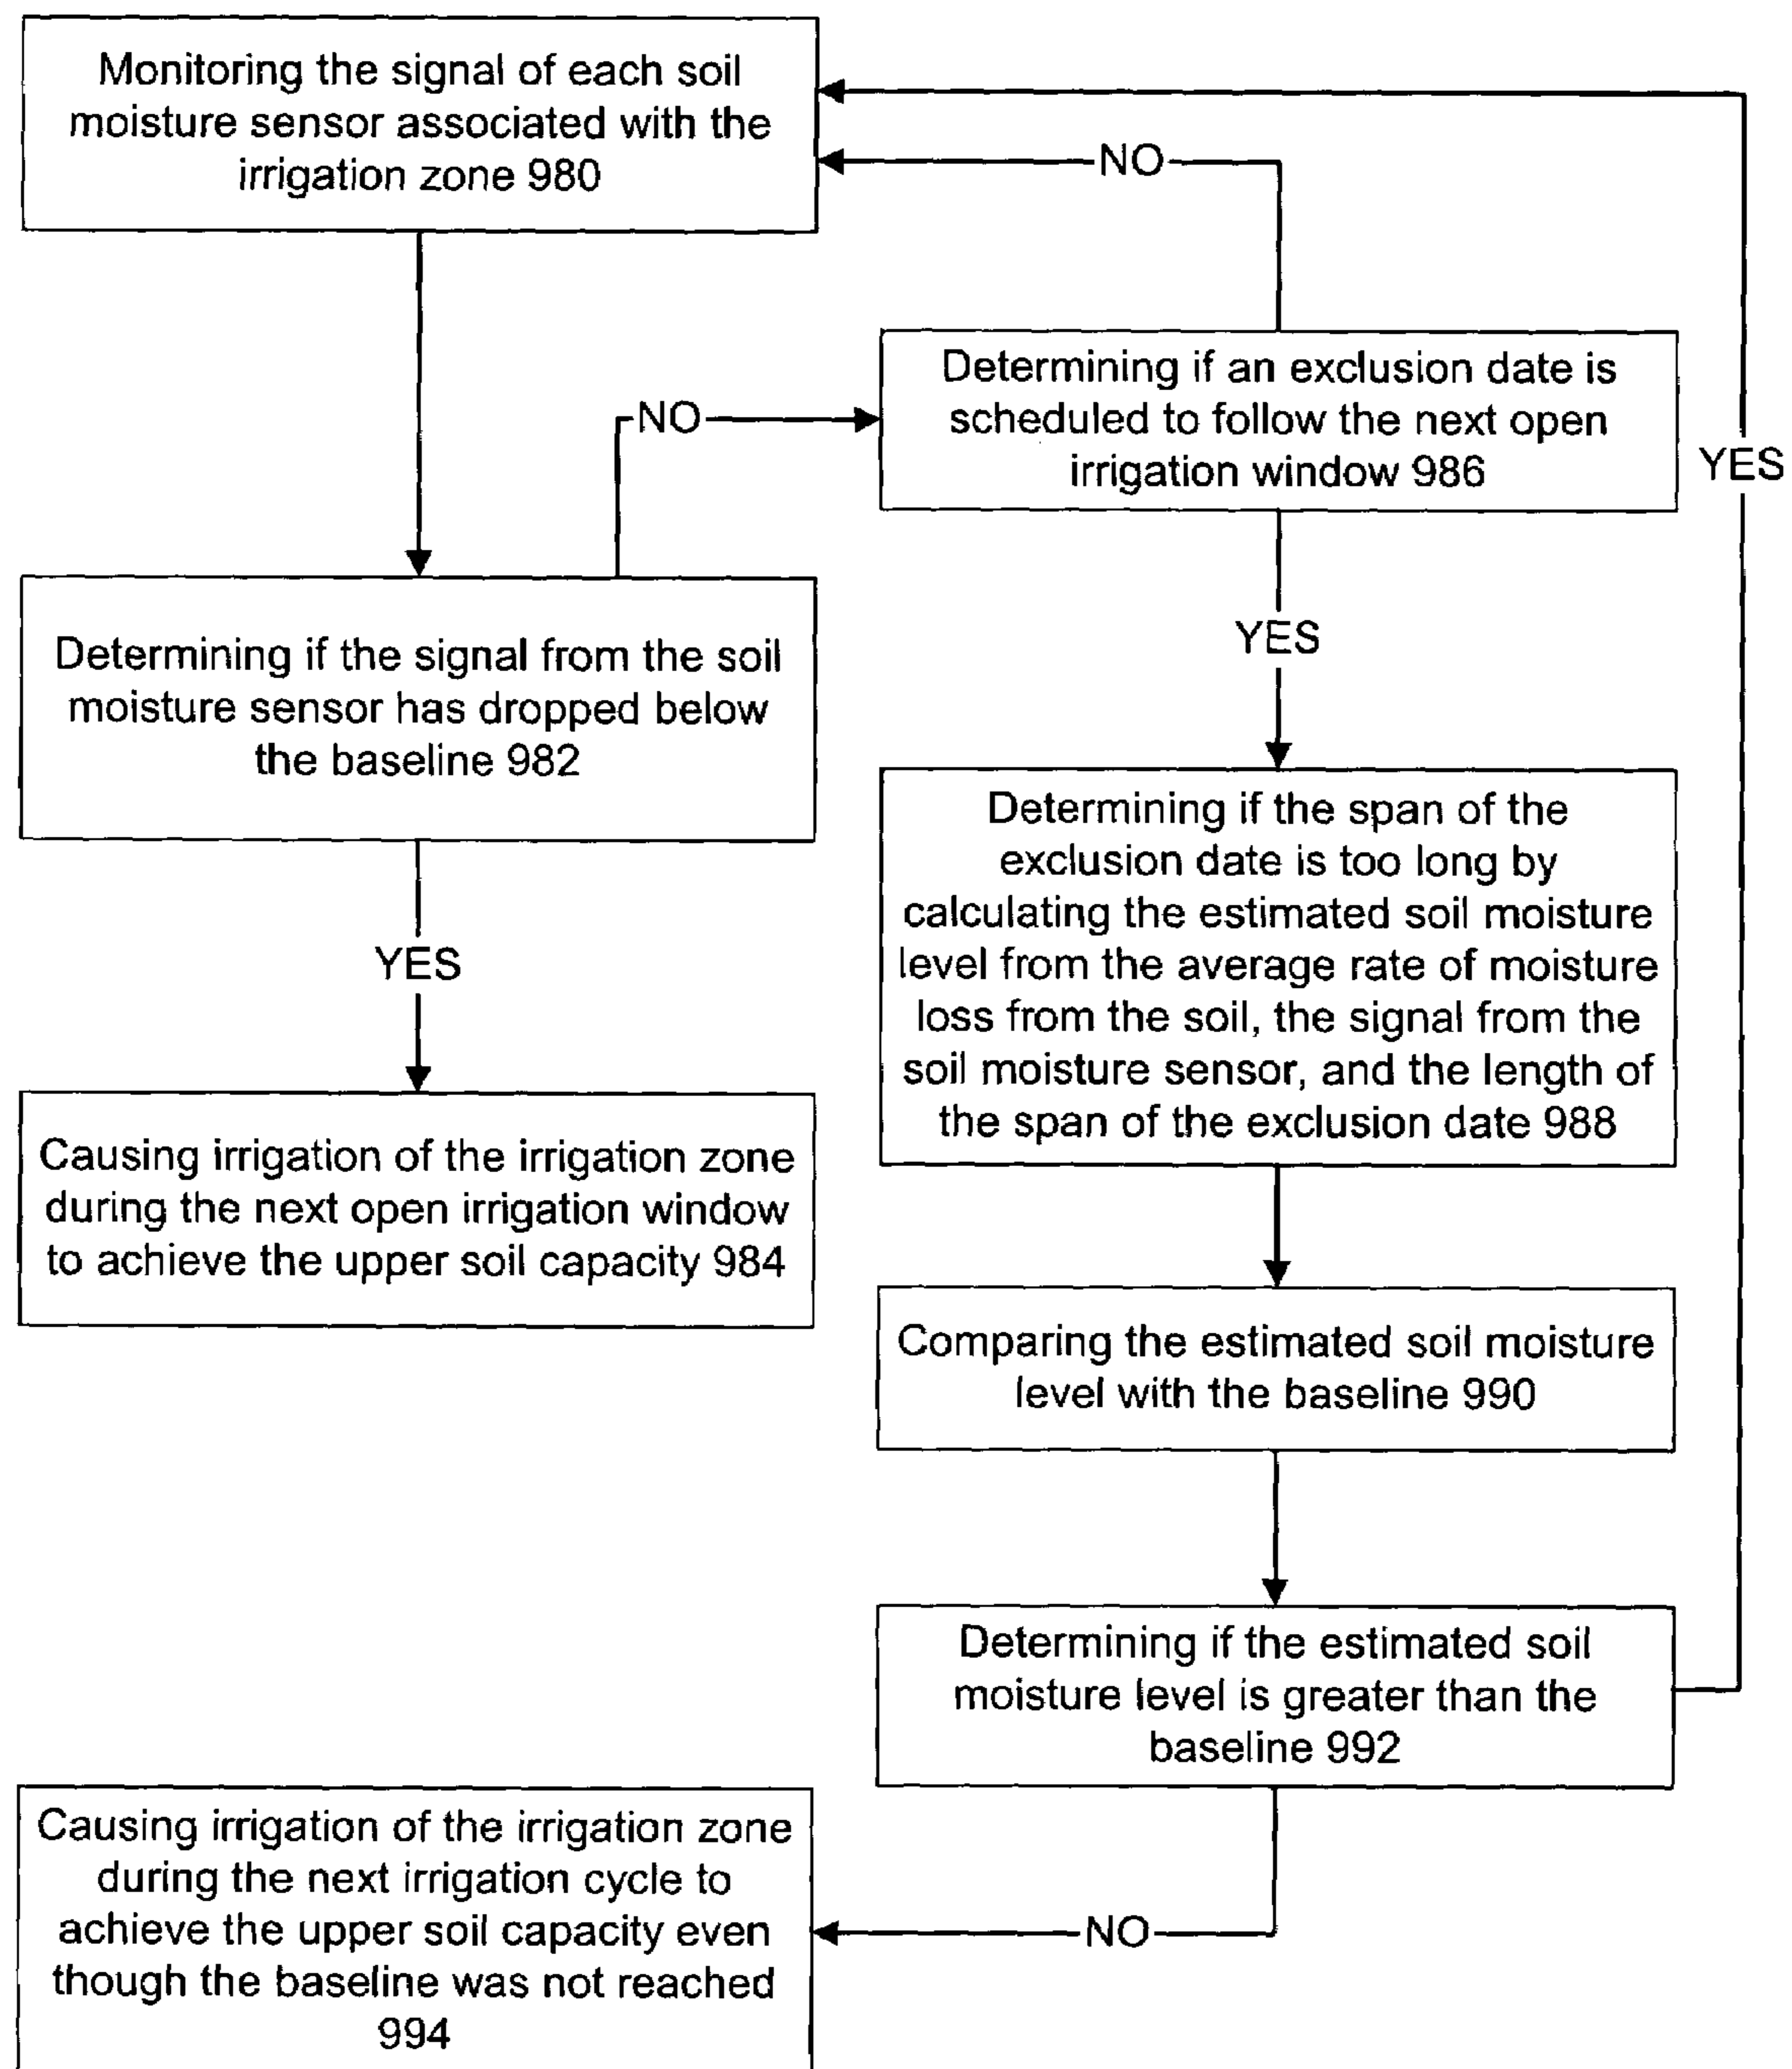 Monitoring the signal of each soil
moisture sensor associated with the
irrigation zone 980
NO
Determining if an exclusion date is
scheduled to follow the next open
irrigation window 986
NO
YES
YES
Determining if the signal from the soil
moisture sensor has dropped below
the baseline 982
Determining if the span of the
exclusion date is too long by
calculating the estimated soil moisture
level from the average rate of moisture
loss from the soil, the signal from the
soil moisture sensor, and the length of
the span of the exclusion date 988
YES
Causing irrigation of the irrigation zone
during the next open irrigation window
to achieve the upper soil capacity 984
Comparing the estimated soil moisture
level with the baseline 990
Determining if the estimated soil
moisture level is greater than the
baseline 992
Causing irrigation of the irrigation zone
during the next irrigation cycle to
achieve the upper soil capacity even
though the baseline was not reached
994
NO